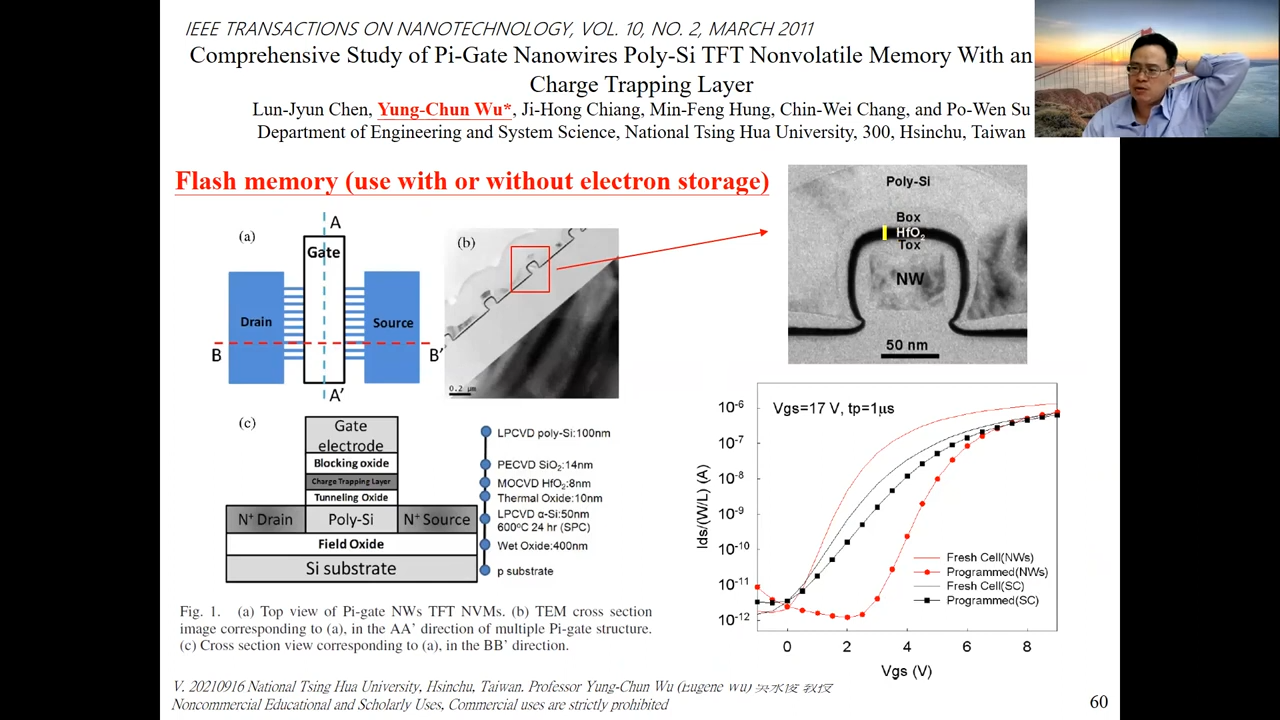 IEEE TRANSACTIONS ON NANOTECHNOLOGY, VOL. 10, NO. 2, MARCH 2011
Comprehensive Study of Pi-Gate Nanowires Poly-Si TFT Nonvolatile Memory With an
Charge Trapping Layer
Lun-Jyun Chen, Yung-Chun Wu*, Ji-Hong Chiang, Min-Feng Hung, Chin-Wei Chang, and Po-Wen Su
Department of Engineering and System Science, National Tsing Hua University, 300, Hsinchu, Taiwan
Flash memory (use with or without electron storage)
(a)
A
Gate
Drain
Source
B
B'
A'
(b)
0.2 μm
Poly-Si
Box
HfO2
Tox
NW
50 nm
(c)
Gate
electrode
Blocking oxide
Charge Trapping Layer
Tunneling Oxide
N+ Drain
Poly-Si
N+ Source
Field Oxide
Si substrate
LPCVD poly-Si:100nm
PECVD SiO2:14nm
MOCVD HfO2:8nm
Thermal Oxide:10nm
LPCVD α-Si:50nm
600°C 24 hr (SPC)
Wet Oxide:400nm
p substrate
Vgs=17 V, tp=1μs
Ids/(W/L) (A)
10-6
10-7
10-8
10-9
10-10
10-11
10-12
Fresh Cell(NWs)
Programmed(NWs)
Fresh Cell(SC)
Programmed(SC)
0 2 4 6 8
Vgs (V)
Fig. 1. (a) Top view of Pi-gate NWs TFT NVMs. (b) TEM cross section
image corresponding to (a), in the AA' direction of multiple Pi-gate structure.
(c) Cross section view corresponding to (a), in the BB' direction.
V. 20210916 National Tsing Hua University, Hsinchu, Taiwan. Professor Yung-Chun Wu (Eugene Wu) 吳永俊 教授
Noncommercial Educational and Scholarly Uses, Commercial uses are strictly prohibited
60